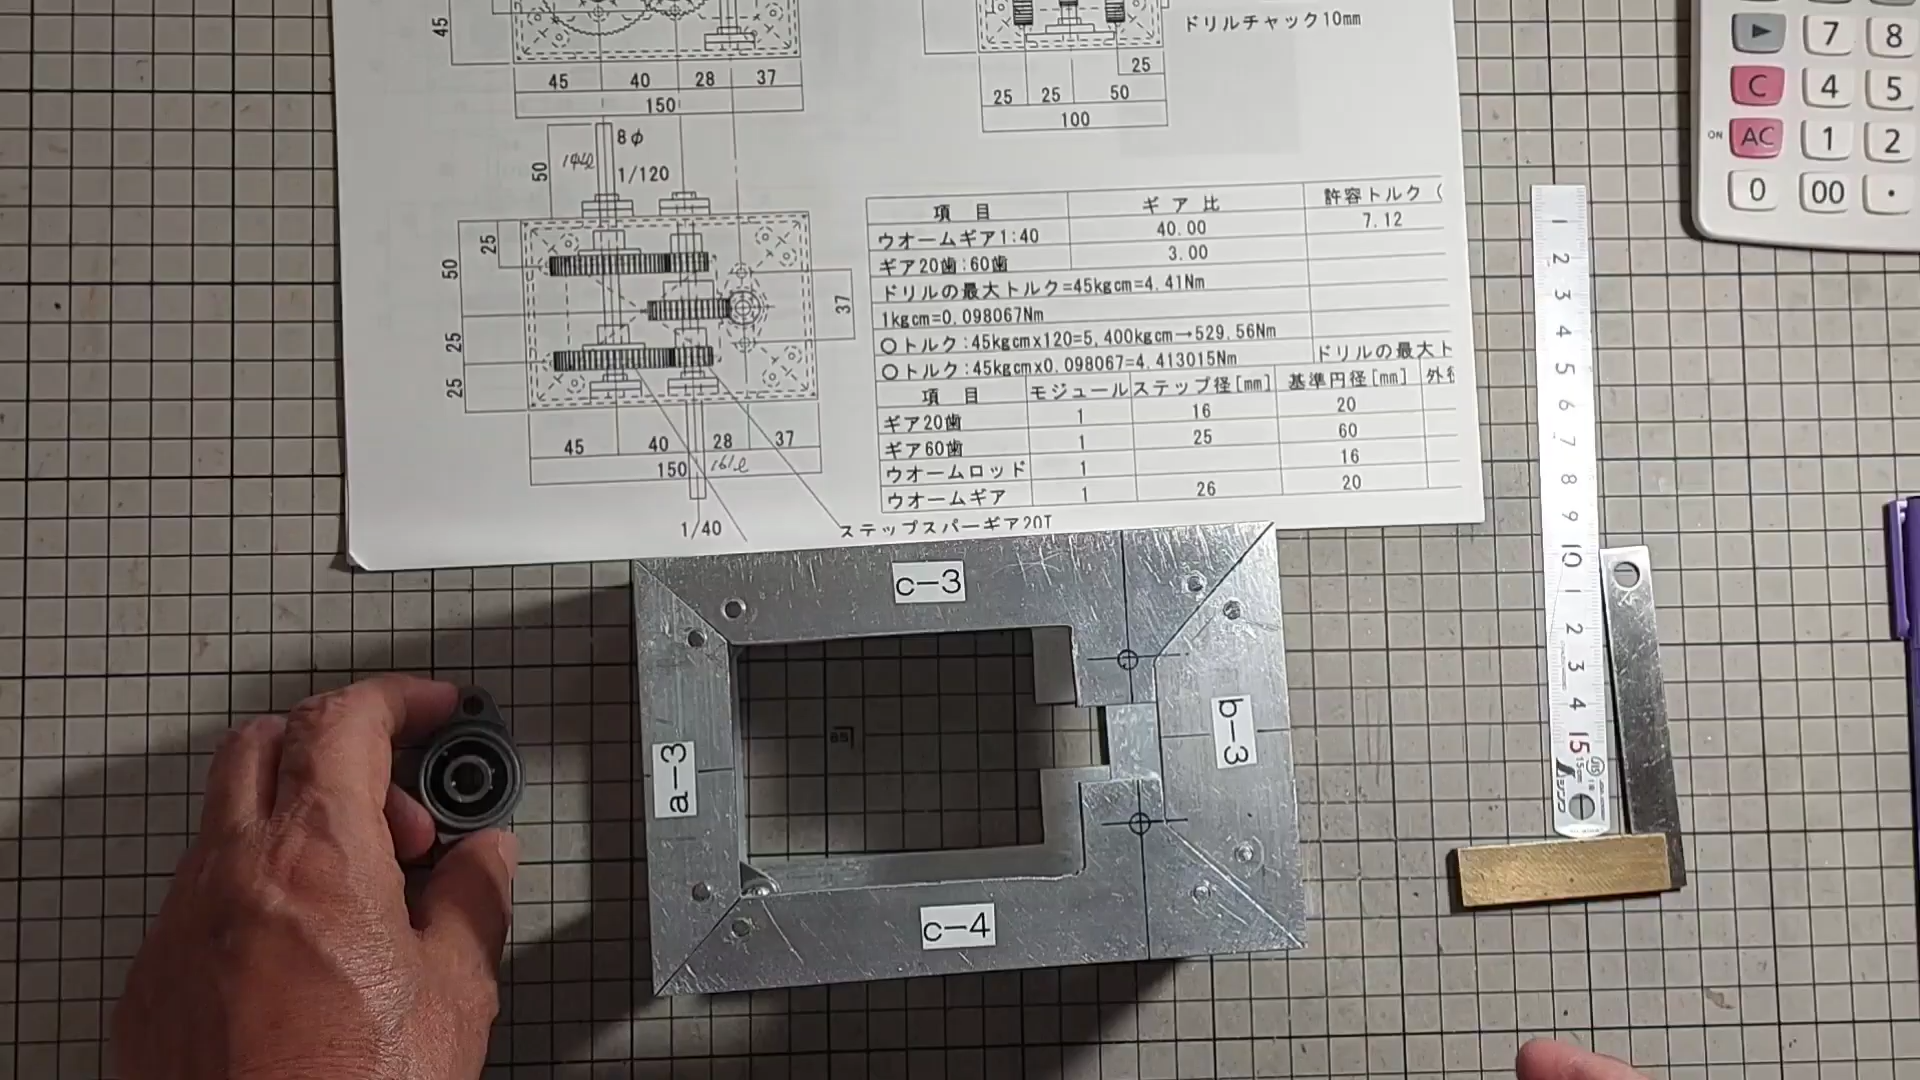 45
ドリルチャック10mm
45 40 28 37
150
25
25 25 50
100
8φ
50
1/120
25
50
25
25
37
45 40 28 37
150
1/40
ステップスパーギア20T
項 目 ギ ア 比 許容トルク（
ウオームギア1:40 40.00 7.12
ギア20歯:60歯 3.00
ドリルの最大トルク=45kgcm=4.41Nm
1kgcm=0.098067Nm
○トルク:45kgcmx120=5,400kgcm→529.56Nm
○トルク:45kgcmx0.098067=4.413015Nm ドリルの最大ト
項 目 モジュール ステップ径[mm] 基準円径[mm] 外径
ギア20歯 1 16 20
ギア60歯 1 25 60
ウオームロッド 1 16
ウオームギア 1 26 20
c-3
a-3
b-3
c-4
85
1 2 3 4 5 6 7 8 9 10 1 2 3 4 15
▶ 7 8
C 4 5
ON AC 1 2
0 00 ・